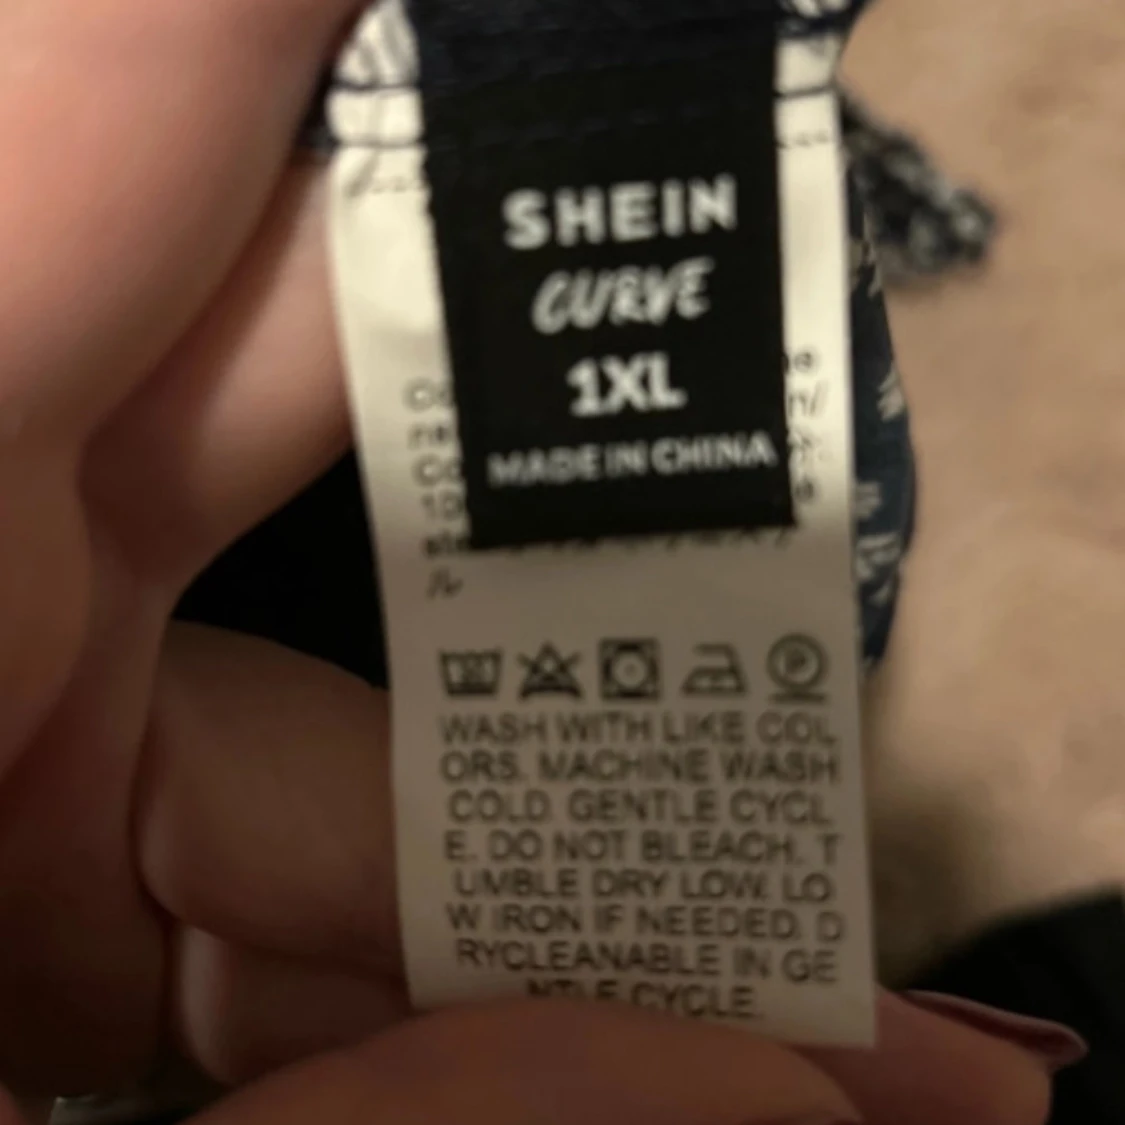 SHEIN
CURVE
1XL
MADE IN CHINA
WASH WITH LIKE COL
ORS. MACHINE WASH
COLD. GENTLE CYCL
E. DO NOT BLEACH. T
UMBLE DRY LOW. LO
W IRON IF NEEDED. D
RYCLEANABLE IN GE
NTLE CYCLE.